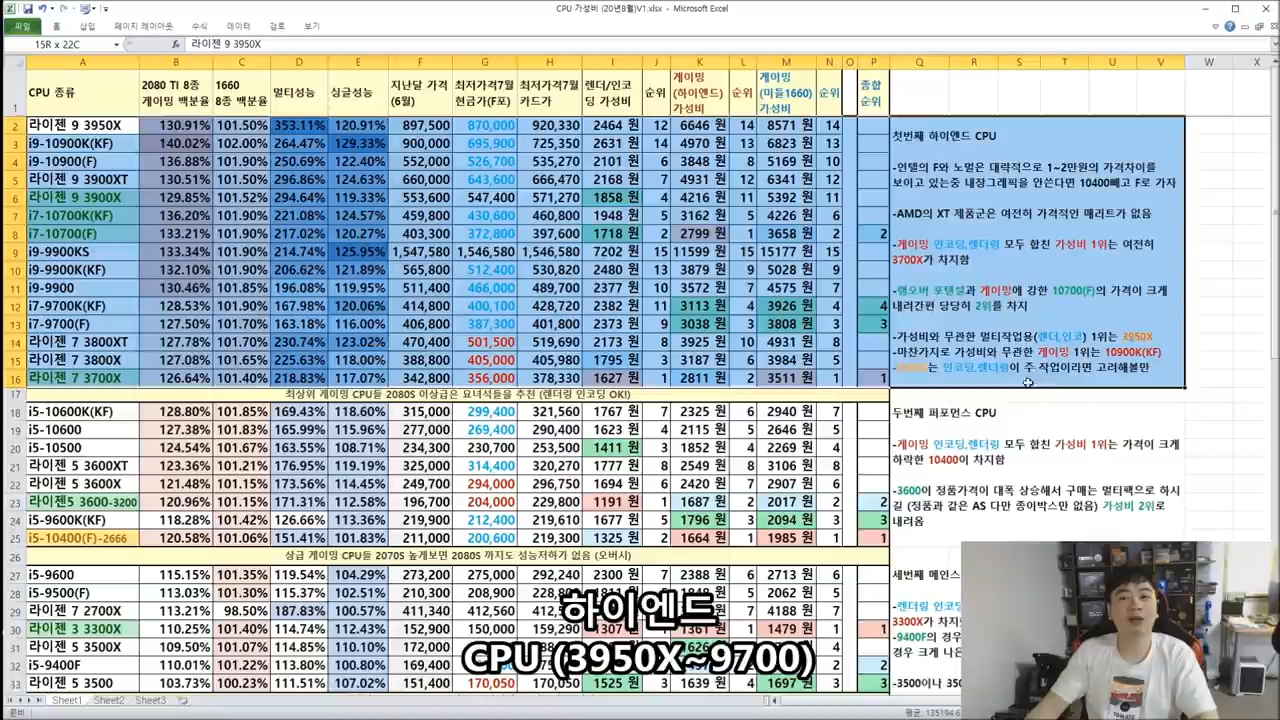 CPU 가성비 (20년8월)V1.xlsx - Microsoft Excel
파일 홈 삽입 페이지 레이아웃 수식 데이터 검토 보기
15R x 22C fx 라이젠 9 3950X
A B C D E F G H I J K L M N O P Q R S T U V W X
1 CPU 종류 2080 TI 8종 게이밍 백분율 1660 8종 백분율 멀티성능 싱글성능 지난달 가격 (6월) 최저가격7월 현금가(F포) 최저가격7월 카드가 렌더/인코딩 가성비 순위 게이밍 (하이엔드) 가성비 순위 게이밍 (미들1660) 가성비 순위 종합 순위
2 라이젠 9 3950X 130.91% 101.50% 353.11% 120.91% 897,500 870,000 920,330 2464 원 12 6646 원 14 8571 원 14
3 i9-10900K(KF) 140.02% 102.00% 264.47% 129.33% 900,000 695,900 725,300 2631 원 14 4970 원 13 6823 원 13
4 i9-10900(F) 136.88% 101.90% 250.69% 122.40% 552,000 526,700 535,270 2101 원 6 3848 원 8 5169 원 10
5 라이젠 9 3900XT 130.51% 101.90% 296.86% 124.63% 660,000 643,600 666,470 2168 원 7 4931 원 12 6341 원 12
6 라이젠 9 3900X 129.85% 101.52% 294.64% 119.33% 553,600 547,400 571,270 1858 원 4 4216 원 11 5392 원 11
7 i7-10700K(KF) 136.20% 101.90% 221.08% 124.57% 459,800 430,600 460,800 1948 원 5 3162 원 5 4226 원 6
8 i7-10700(F) 133.21% 101.90% 217.02% 120.27% 403,300 372,800 397,600 1718 원 2 2799 원 1 3658 원 2 2
9 i9-9900KS 133.34% 101.90% 214.74% 125.95% 1,547,580 1,546,580 1,546,580 7202 원 15 11599 원 15 15177 원 15
10 i9-9900K(KF) 132.10% 101.90% 206.62% 121.89% 565,800 512,400 530,820 2480 원 13 3879 원 9 5028 원 9
11 i9-9900 130.46% 101.85% 196.08% 119.95% 511,400 466,000 489,700 2377 원 10 3572 원 7 4575 원 7
12 i7-9700K(KF) 128.53% 101.90% 167.98% 120.06% 414,800 400,100 428,720 2382 원 11 3113 원 4 3926 원 4 4
13 i7-9700(F) 127.50% 101.70% 163.18% 116.00% 406,800 387,300 401,800 2373 원 9 3038 원 3 3808 원 3 3
14 라이젠 7 3800XT 127.78% 101.70% 230.74% 123.02% 470,400 501,500 519,690 2173 원 8 3925 원 10 4931 원 8
15 라이젠 7 3800X 127.08% 101.65% 225.63% 118.00% 388,800 405,000 405,980 1795 원 3 3187 원 6 3984 원 5
16 라이젠 7 3700X 126.64% 101.40% 218.83% 117.07% 342,800 356,000 378,330 1627 원 1 2811 원 2 3511 원 1 1
17 최상위 게이밍 CPU들 2080S 이상급은 요녀석들을 추천 (렌더링 인코딩 OK!)
18 i5-10600K(KF) 128.80% 101.85% 169.43% 118.60% 315,000 299,400 321,560 1767 원 7 2325 원 6 2940 원 7
19 i5-10600 127.38% 101.83% 165.99% 115.96% 277,000 269,400 290,400 1623 원 4 2115 원 5 2646 원 5
20 i5-10500 124.54% 101.67% 163.55% 108.71% 234,300 230,700 253,500 1411 원 3 1852 원 4 2269 원 4
21 라이젠 5 3600XT 123.36% 101.21% 176.95% 119.19% 325,000 314,400 320,270 1777 원 8 2549 원 8 3106 원 8
22 라이젠 5 3600X 121.48% 101.15% 173.56% 114.45% 249,700 294,000 296,350 1694 원 6 2420 원 7 2907 원 6
23 라이젠5 3600-3200 120.96% 101.15% 171.31% 112.58% 196,700 204,000 229,800 1191 원 1 1687 원 2 2017 원 2 2
24 i5-9600K(KF) 118.28% 101.42% 126.66% 113.36% 219,900 212,400 219,610 1677 원 5 1796 원 3 2094 원 3 3
25 i5-10400(F)-2666 120.58% 101.06% 151.41% 101.83% 211,000 200,600 219,300 1325 원 2 1664 원 1 1985 원 1 1
26 상급 게이밍 CPU들 2070S 높게보면 2080S 까지도 성능저하가 없음 (오버시)
27 i5-9600 115.15% 101.35% 119.54% 104.29% 273,200 275,000 292,240 2300 원 7 2388 원 6 2713 원 6
28 i5-9500(F) 113.03% 101.30% 115.37% 102.51% 210,300 208,900 5 2062 원 5
29 라이젠 7 2700X 113.21% 98.50% 187.83% 100.57% 411,340 412,560 7 4188 원 7
30 라이젠 3 3300X 110.25% 101.40% 114.74% 112.43% 152,900 150,000 159,290 1307 원 1 1361 원 1 1479 원 1 1
31 라이젠 5 3500X 109.50% 101.07% 114.85% 110.10% 172,000
32 i5-9400F 110.01% 101.22% 113.80% 100.80% 169,400 2
33 라이젠 5 3500 103.73% 100.23% 111.51% 107.02% 151,400 170,050 170,050 1525 원 3 1639 원 4 1697 원 3 3
첫번째 하이엔드 CPU
-인텔의 F와 노멀은 대략적으로 1~2만원의 가격차이를
보이고 있는중 내장그래픽을 안쓴다면 10400빼고 F로 가자
-AMD의 XT 제품군은 여전히 가격적인 매리트가 없음
-게이밍 인코딩,렌더링 모두 합친 가성비 1위는 여전히
3700X가 차지함
-램오버 포텐셜과 게이밍에 강한 10700(F)의 가격이 크게
내려간편 당당히 2위를 차지
-가성비와 무관한 멀티작업용(렌더,인코) 1위는 3950X
-마찬가지로 가성비와 무관한 게이밍 1위는 10900K(KF)
는 인코딩,렌더링이 주 작업이라면 고려해볼만
두번째 퍼포먼스 CPU
-게이밍 인코딩,렌더링 모두 합친 가성비 1위는 가격이 크게
하락한 10400이 차지함
-3600이 정품가격이 대폭 상승해서 구매는 멀티팩으로 하시
길 (정품과 같은 AS 다만 종이박스만 없음) 가성비 2위로
내려옴
세번째 메인스
-렌더링 인코딩
3300X가 차
-9400F의 경우
경우 크게 나은
-3500이나 35
하이엔드
CPU (3950X~9700)
Sheet1 Sheet2 Sheet3
준비
TOMATO